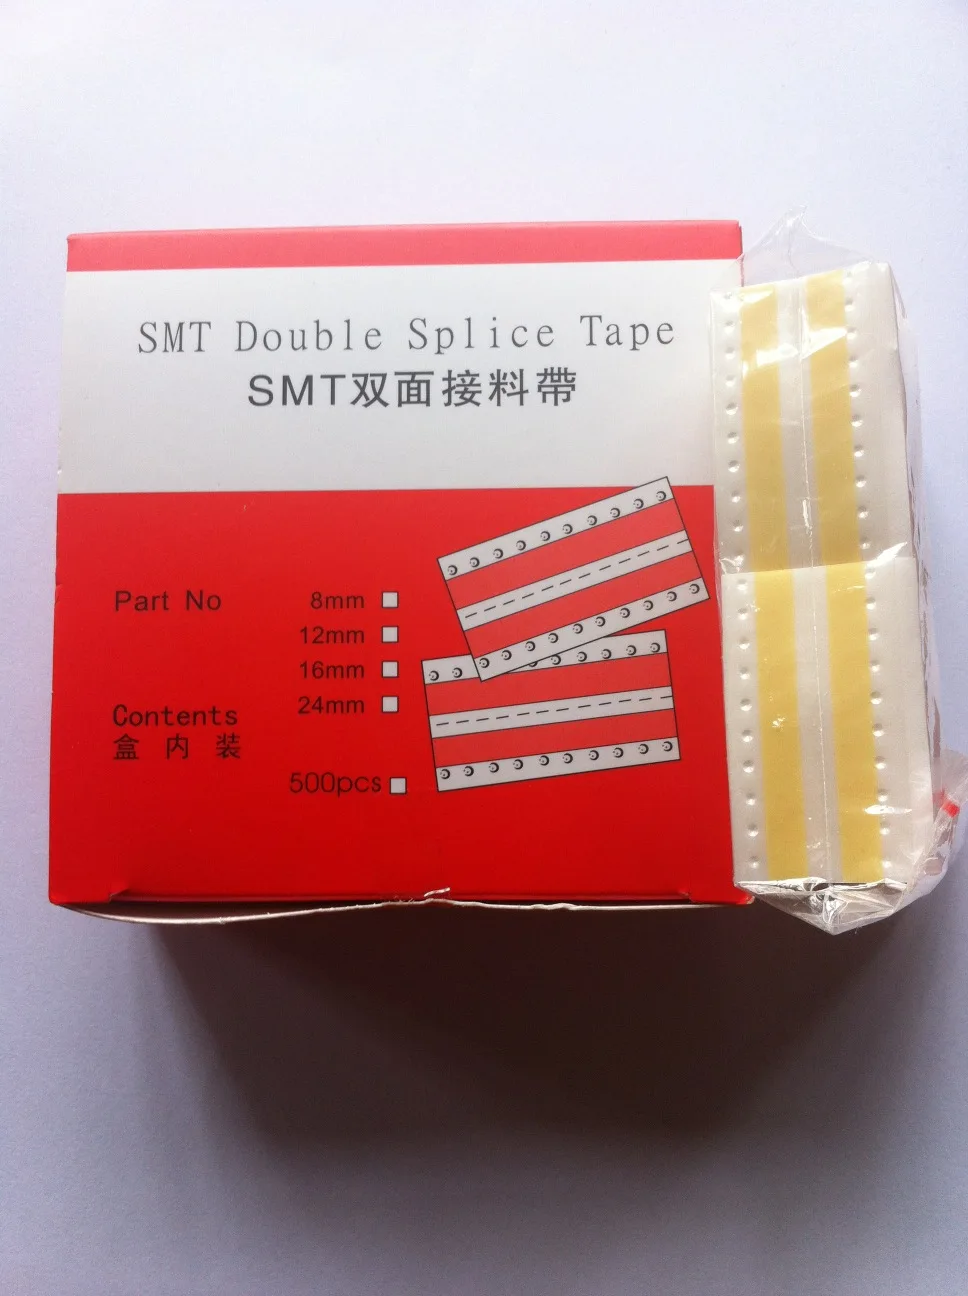 SMT Double Splice Tape
SMT双面接料帶
Part No
8mm
12mm
16mm
24mm
Contents
盒内装
500pcs